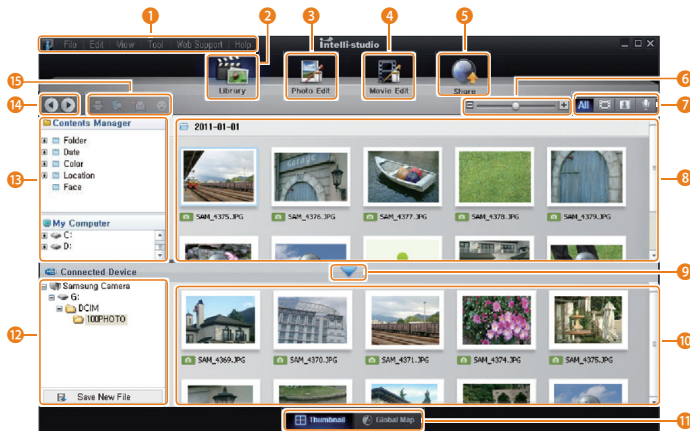 1 2 3 4 5
File Edit View Tool Web Support Help
Intelli-studio
Library Photo Edit Movie Edit Share
15 6
14 All 7
Contents Manager
2011-01-01
Folder
Date
Color
Location
Face
13 8
SAM_4375.JPG SAM_4376.JPG SAM_4377.JPG SAM_4378.JPG SAM_4379.JPG
My Computer
C:
D:
Connected Device 9
Samsung Camera
G:
DCIM
100PHOTO
12 10
SAM_4369.JPG SAM_4370.JPG SAM_4371.JPG SAM_4374.JPG SAM_4375.JPG
Save New File
Thumbnail Global Map 11